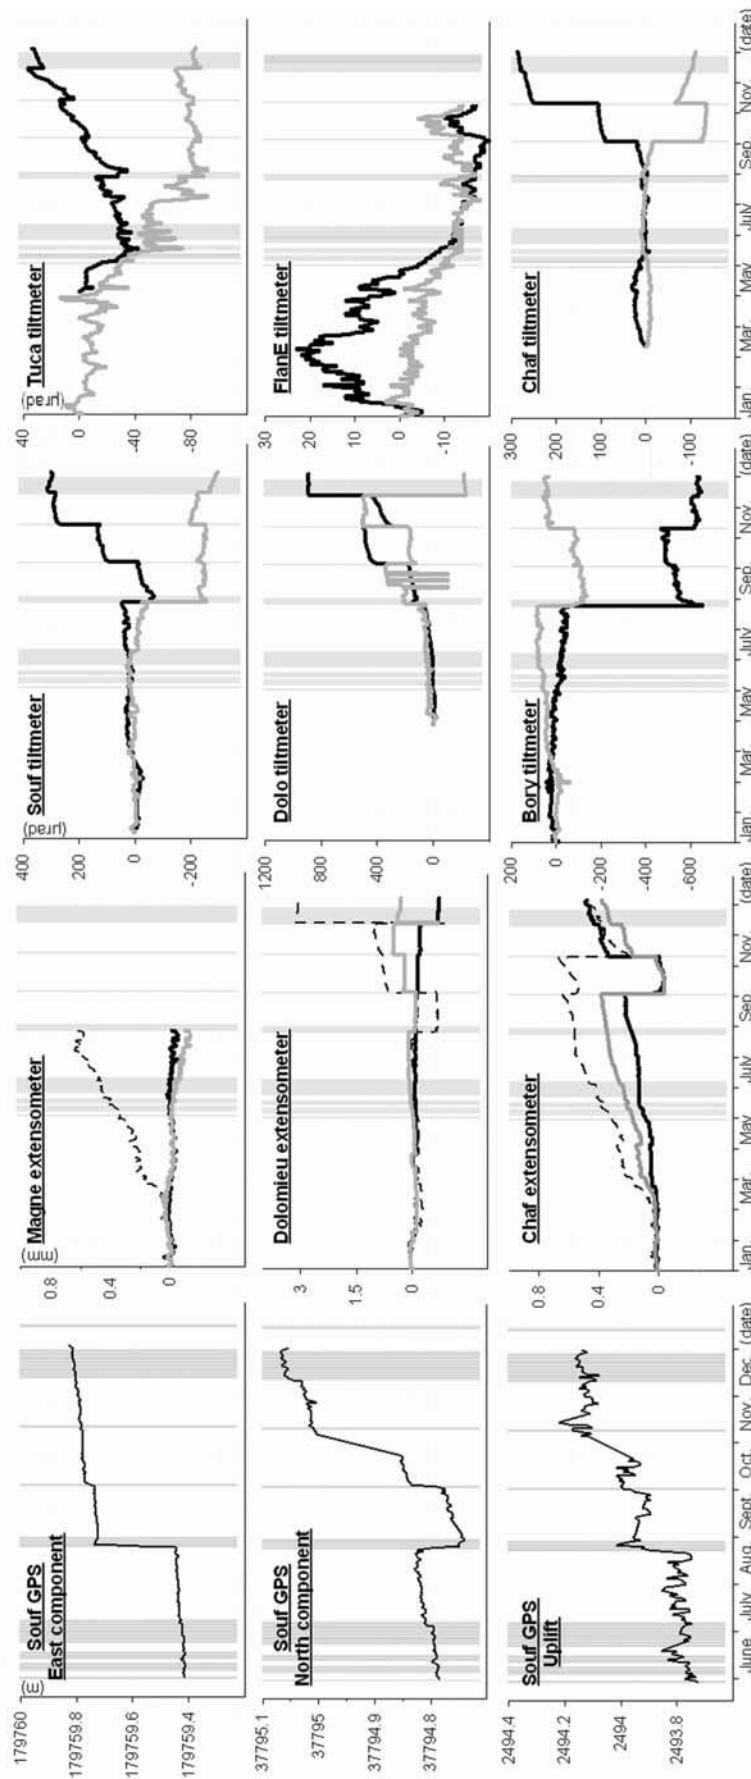 (m)
179760
179759.8
179759.6
179759.4
Souf GPS
East component
(mm)
0.8
0.4
0
Magne extensometer
(µrad)
400
200
0
-200
Souf tiltmeter
(µrad)
40
0
-40
-80
Tuca tiltmeter
37795.1
37795
37794.9
37794.8
Souf GPS
North component
3
1.5
0
Dolomieu extensometer
1200
800
400
0
Dolo tiltmeter
30
20
10
0
-10
FlanE tiltmeter
2494.4
2494.2
2494
2493.8
Souf GPS
Uplift
June July Aug. Sept. Oct. Nov. Dec. (date)
0.8
0.4
0
Chaf extensometer
Jan. Mar. May July Sep. Nov. (date)
200
0
-200
-400
-600
Bory tiltmeter
Jan. Mar. May July Sep. Nov. (date)
300
200
100
0
-100
Chaf tiltmeter
Jan. Mar. May July Sep. Nov. (date)